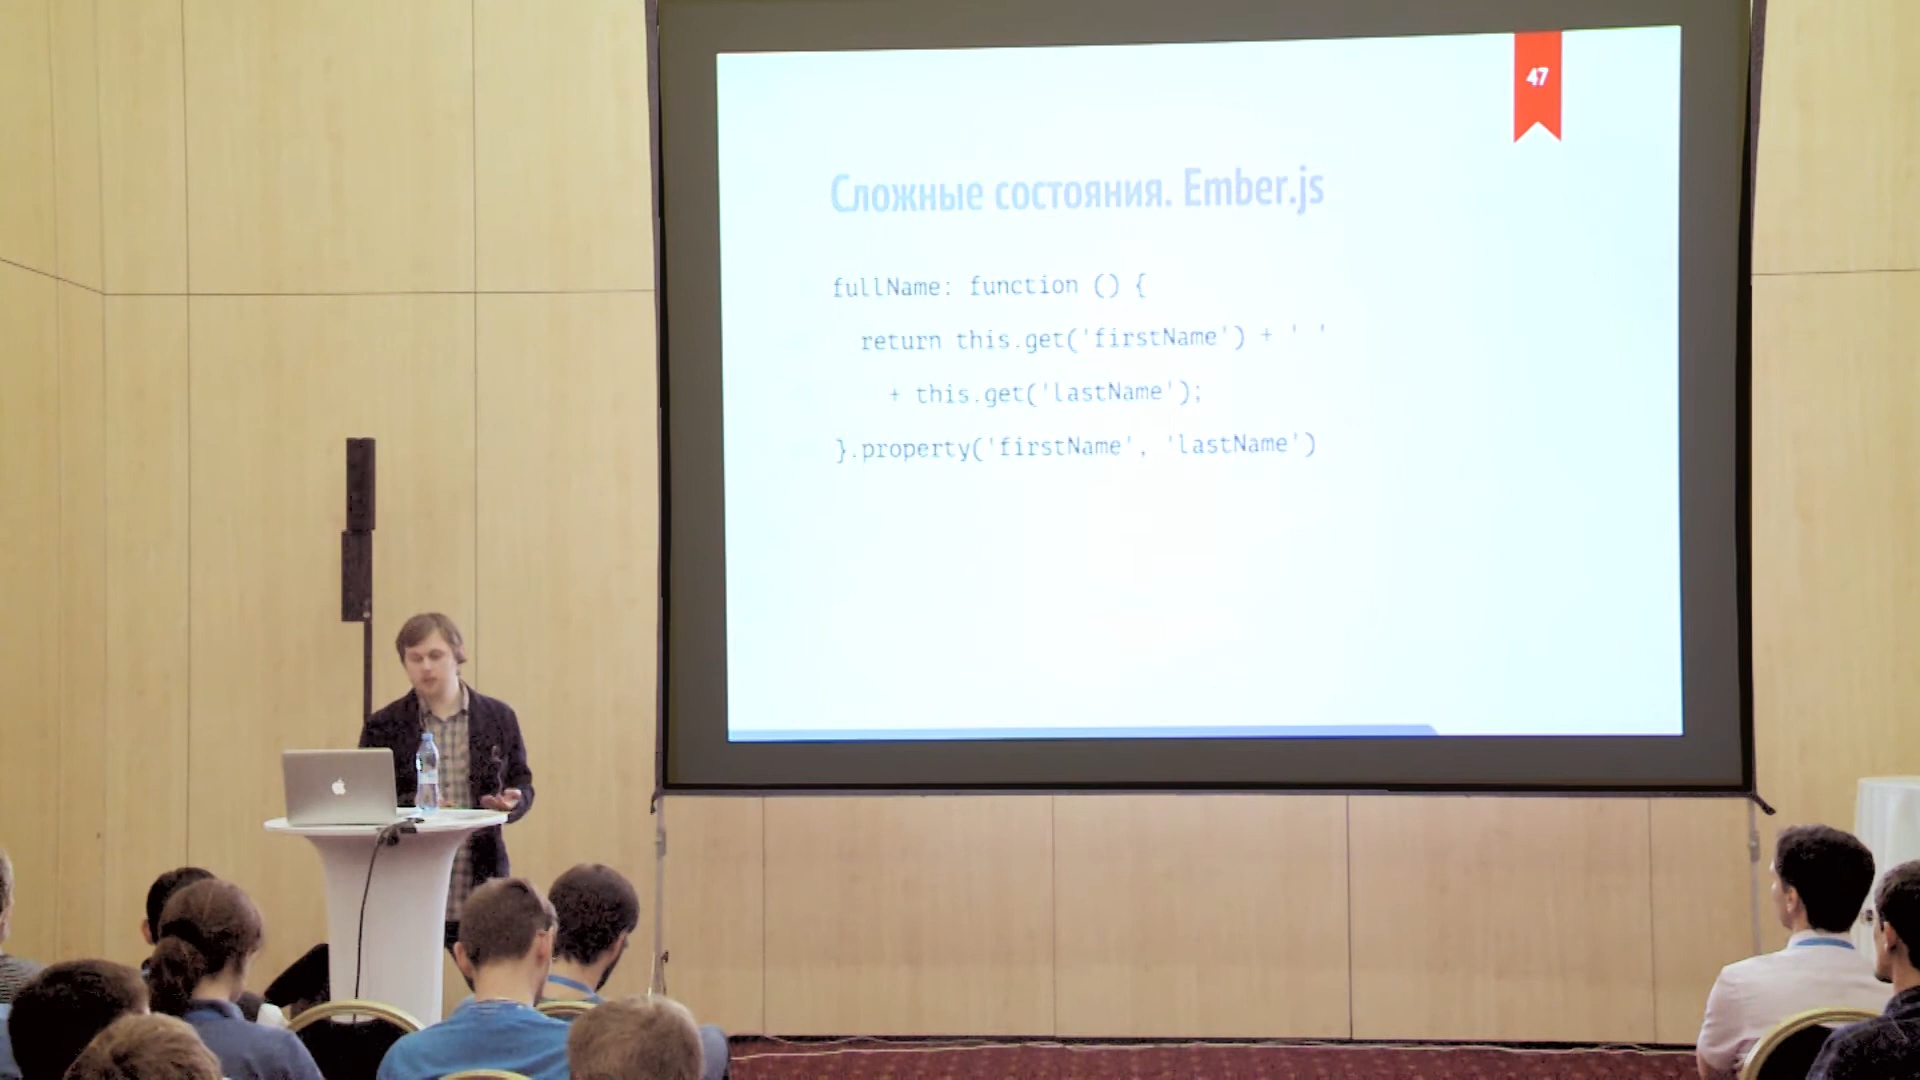 47
Сложные состояния. Ember.js
fullName: function () {
return this.get('firstName') + ' '
+ this.get('lastName');
}.property('firstName', 'lastName')